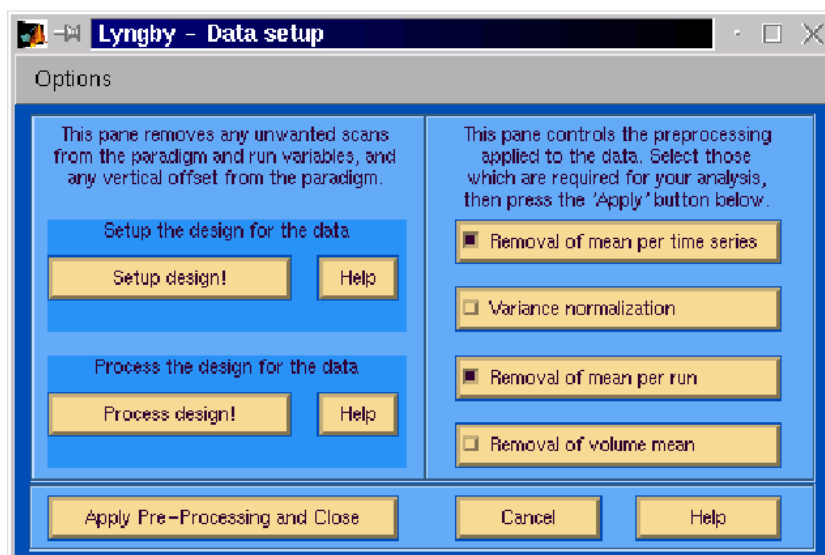 Lyngby - Data setup
Options
This pane removes any unwanted scans
from the paradigm and run variables, and
any vertical offset from the paradigm.
Setup the design for the data
Setup design!
Help
Process the design for the data
Process design!
Help
This pane controls the preprocessing
applied to the data. Select those
which are required for your analysis,
then press the 'Apply' button below.
Removal of mean per time series
Variance normalization
Removal of mean per run
Removal of volume mean
Apply Pre-Processing and Close
Cancel
Help